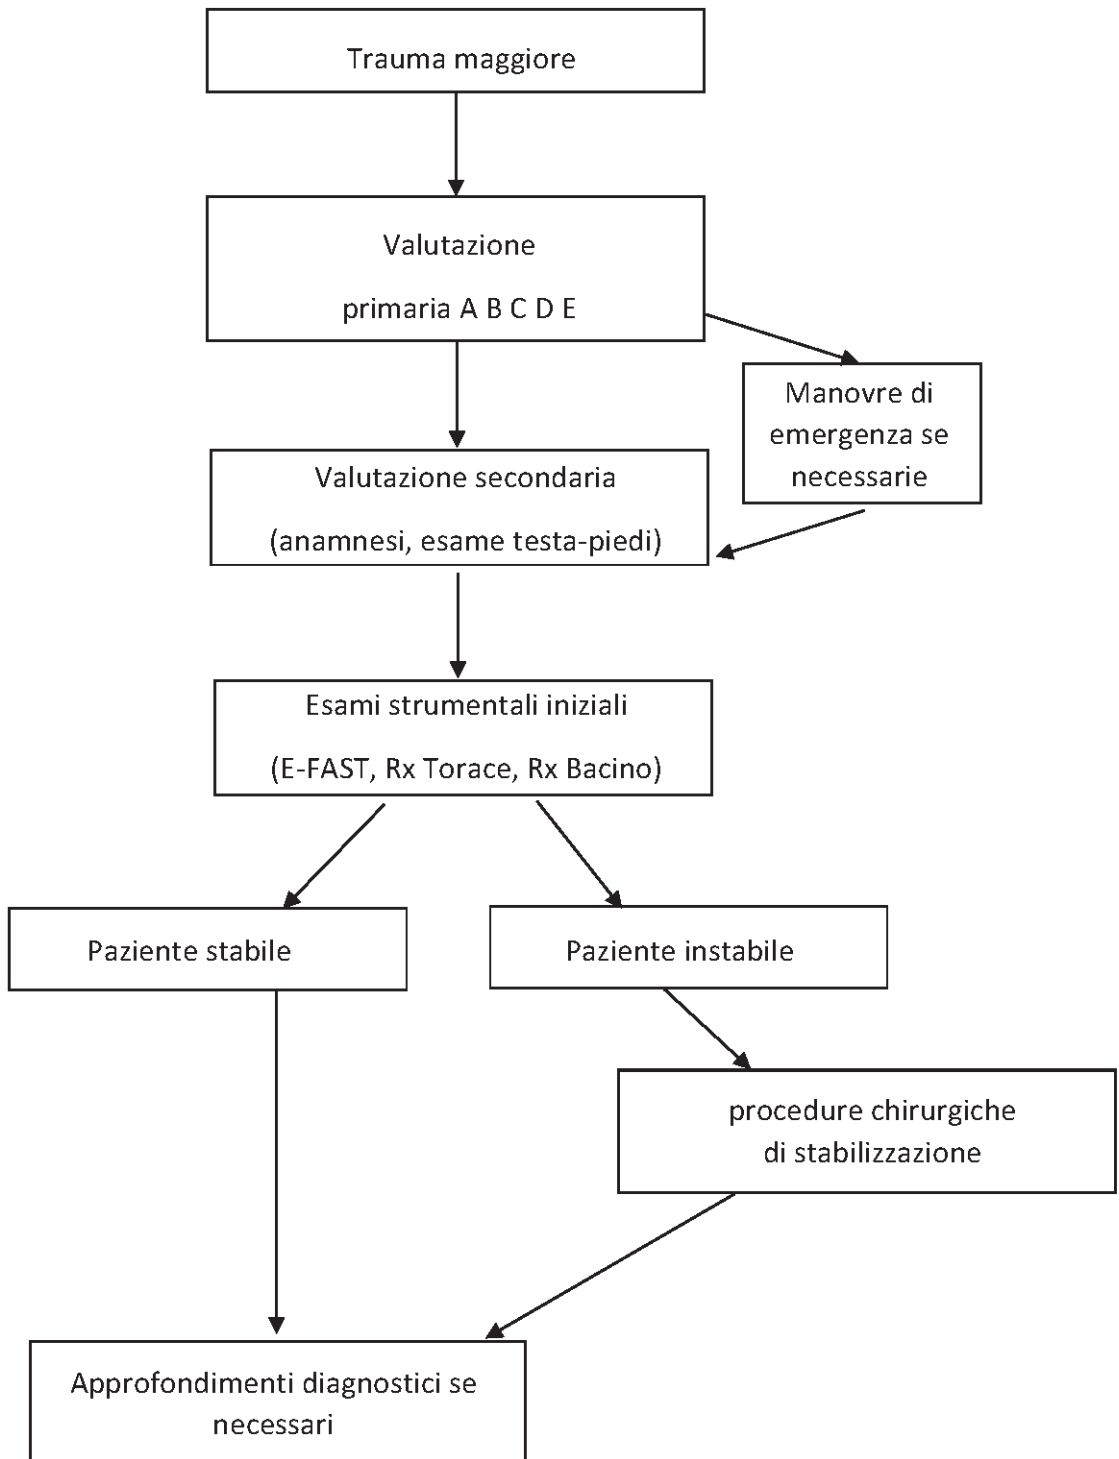 Trauma maggiore
Valutazione
primaria A B C D E
Manovre di
emergenza se
necessarie
Valutazione secondaria
(anamnesi, esame testa-piedi)
Esami strumentali iniziali
(E-FAST, Rx Torace, Rx Bacino)
Paziente stabile
Paziente instabile
procedure chirurgiche
di stabilizzazione
Approfondimenti diagnostici se
necessari